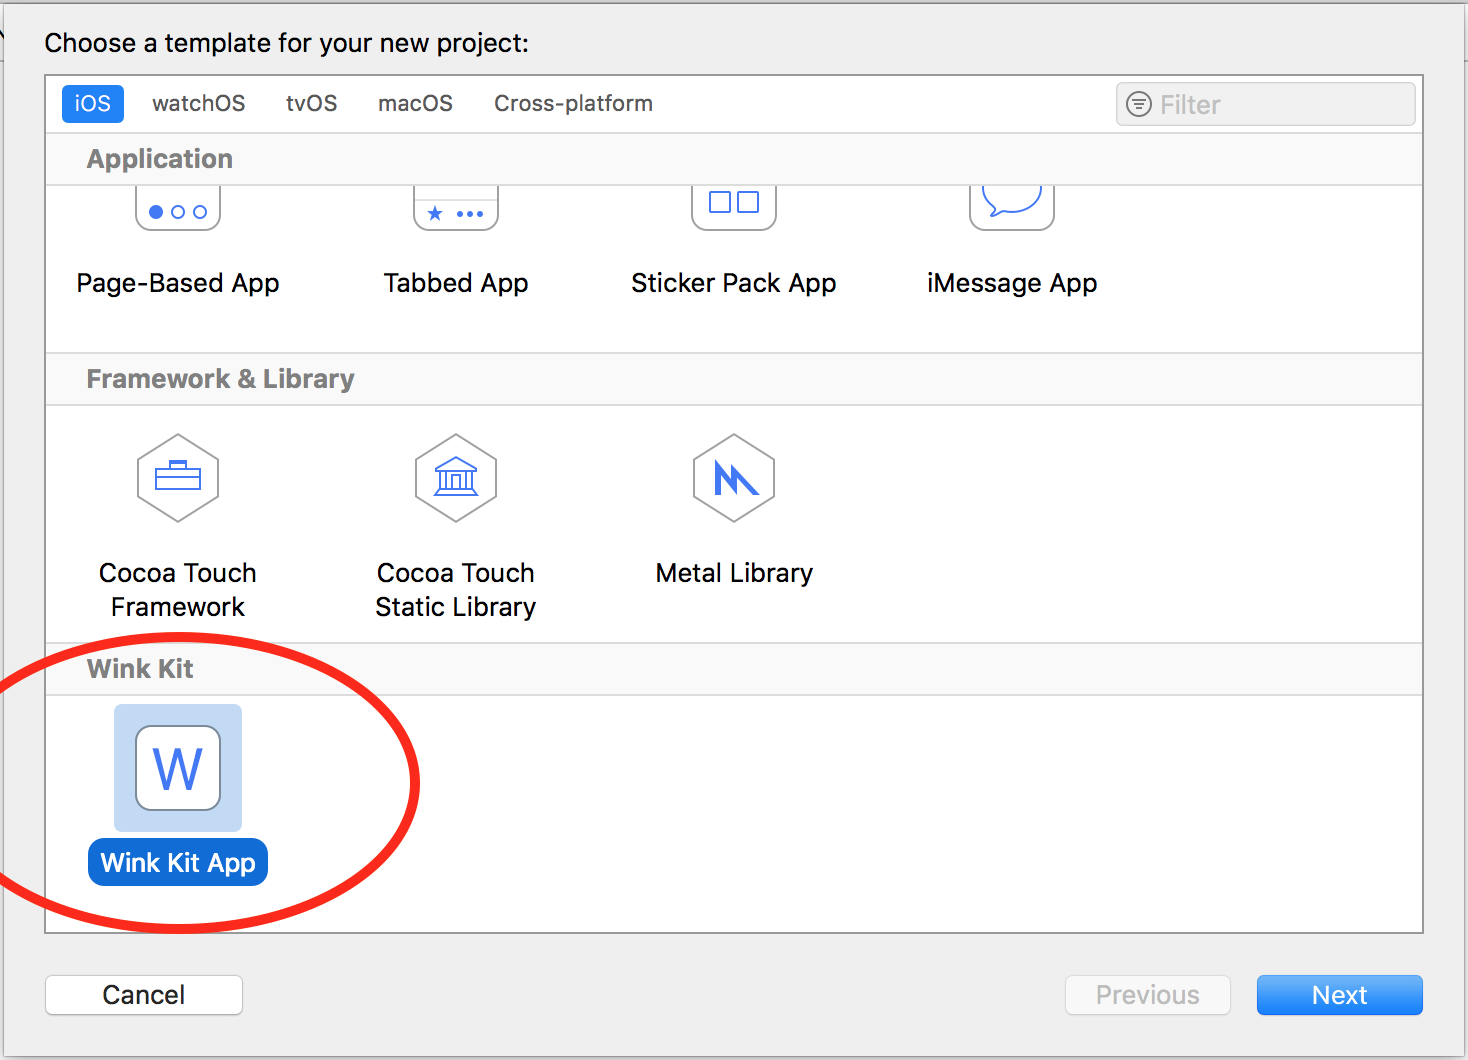 Choose a template for your new project:
iOS watchOS tvOS macOS Cross-platform Filter
Application
Page-Based App Tabbed App Sticker Pack App iMessage App
Framework & Library
Cocoa Touch Cocoa Touch Metal Library
Framework Static Library
Wink Kit
W
Wink Kit App
Cancel Previous Next